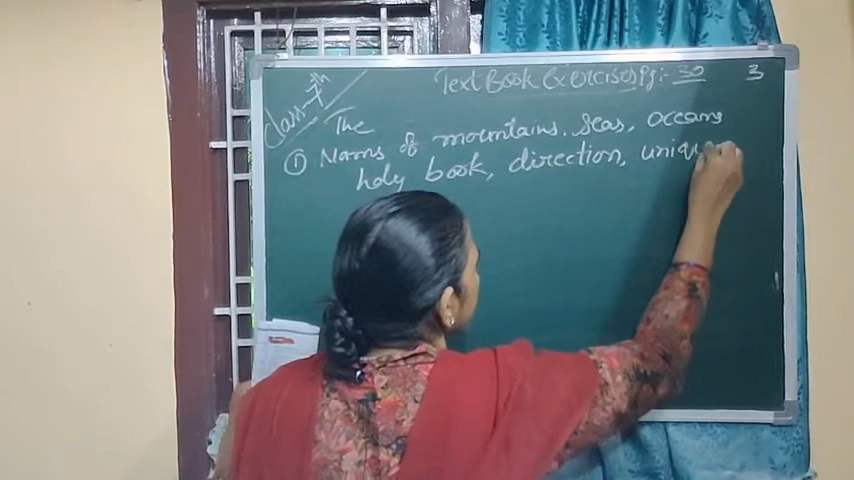 Text Book Exercises Pg:- 30 3
Class-7th
The
① Names of mountains, seas, oceans
holy book, direction, uniq